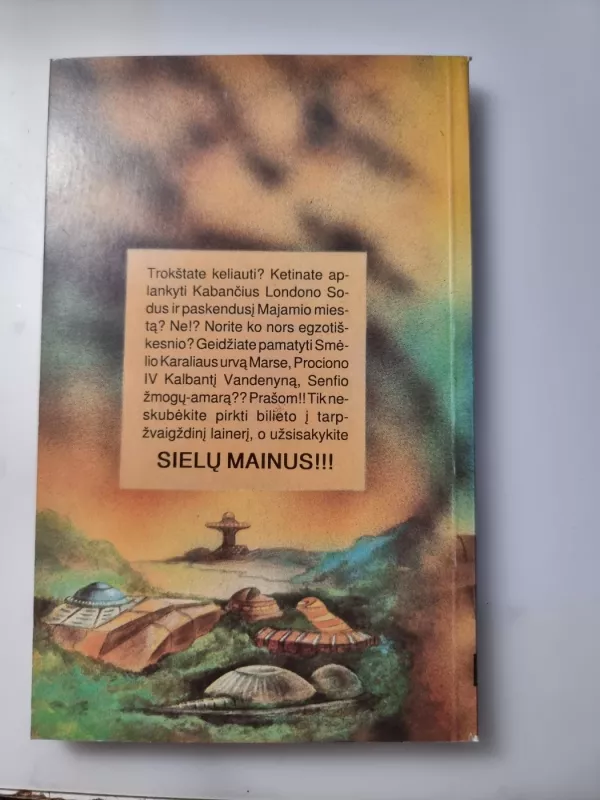 Trokštate keliauti? Ketinate ap-
lankyti Kabančius Londono So-
dus ir paskendusį Majamio mies-
tą? Ne!? Norite ko nors egzotiš-
kesnio? Geidžiate pamatyti Smė-
lio Karaliaus urvą Marse, Prociono
IV Kalbantį Vandenyną, Senfio
žmogų-amarą?? Prašom!! Tik ne-
skubėkite pirkti bilieto į tarp-
žvaigždinį lainerį, o užsisakykite
SIELŲ MAINUS!!!